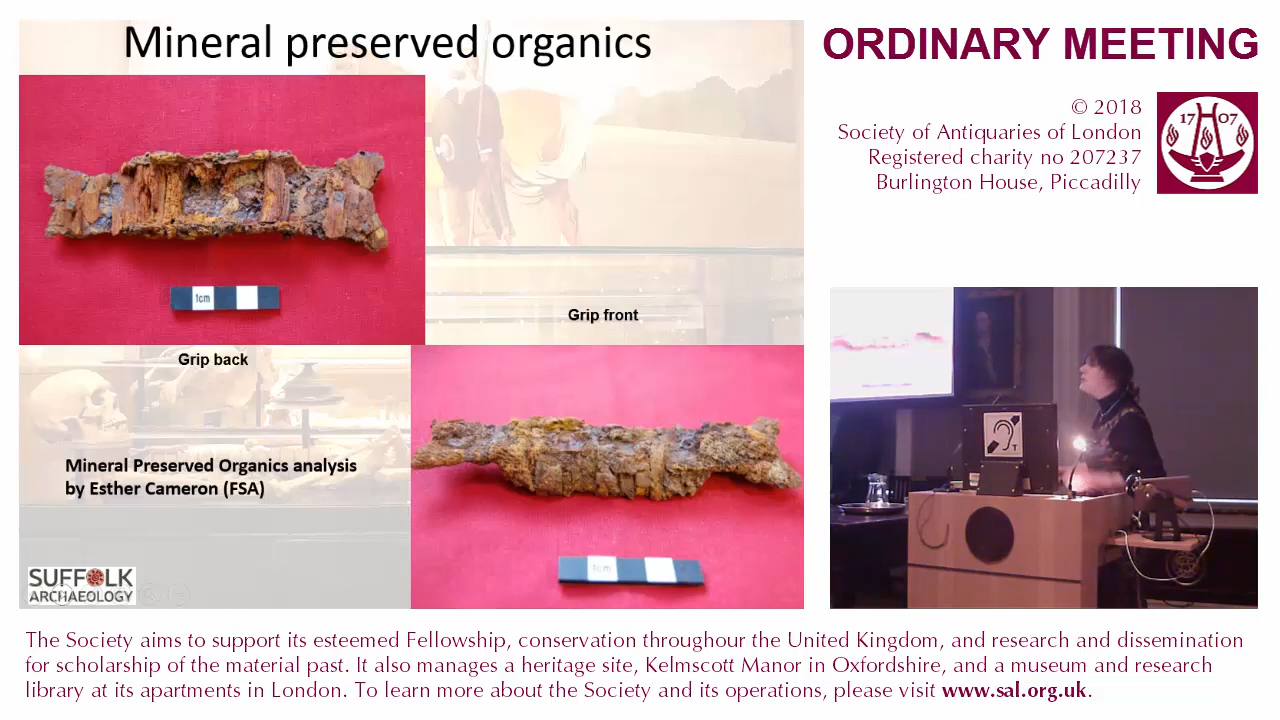 Mineral preserved organics
1cm
Grip front
Grip back
Mineral Preserved Organics analysis
by Esther Cameron (FSA)
1cm
SUFFOLK
ARCHAEOLOGY
ORDINARY MEETING
© 2018
Society of Antiquaries of London
Registered charity no 207237
Burlington House, Piccadilly
17 07
T
The Society aims to support its esteemed Fellowship, conservation throughour the United Kingdom, and research and dissemination
for scholarship of the material past. It also manages a heritage site, Kelmscott Manor in Oxfordshire, and a museum and research
library at its apartments in London. To learn more about the Society and its operations, please visit www.sal.org.uk.